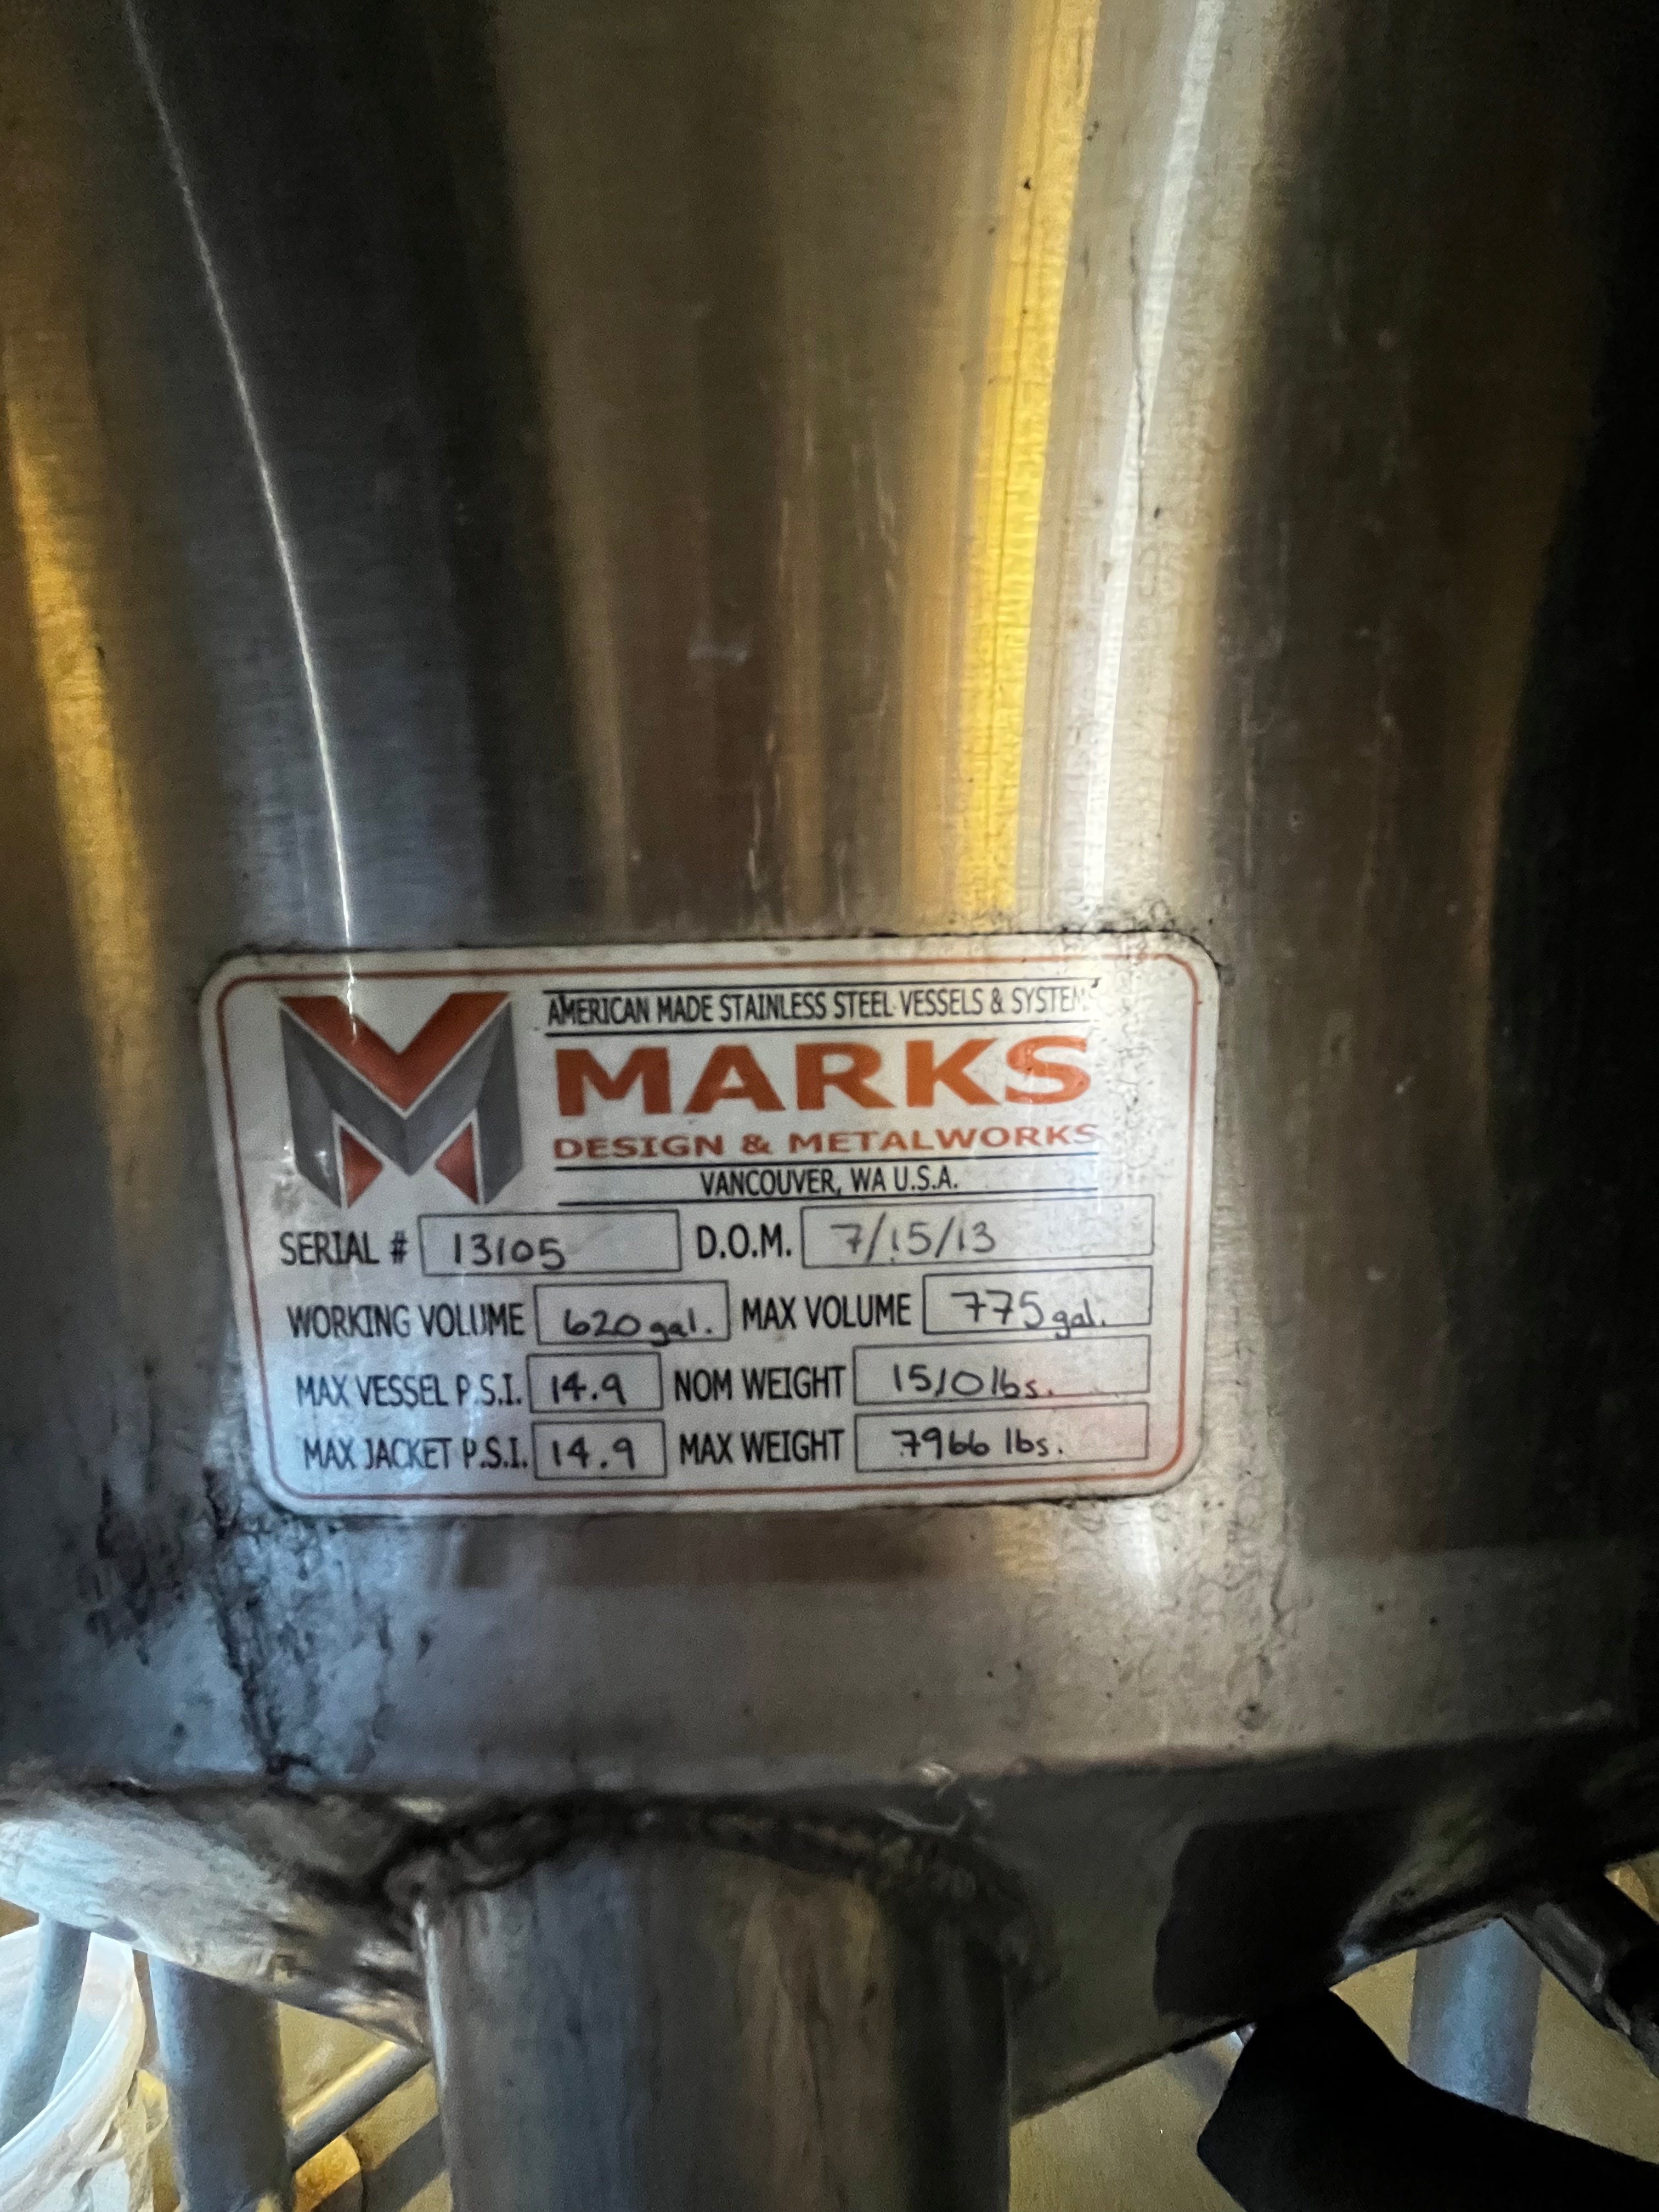 AMERICAN MADE STAINLESS STEEL VESSELS & SYSTEMS
MARKS
DESIGN & METALWORKS
VANCOUVER, WA U.S.A.
SERIAL # 13105 D.O.M. 7/15/13
WORKING VOLUME 620 gal. MAX VOLUME 775 gal.
MAX VESSEL P.S.I. 14.9 NOM WEIGHT 1510 lbs.
MAX JACKET P.S.I. 14.9 MAX WEIGHT 7966 lbs.